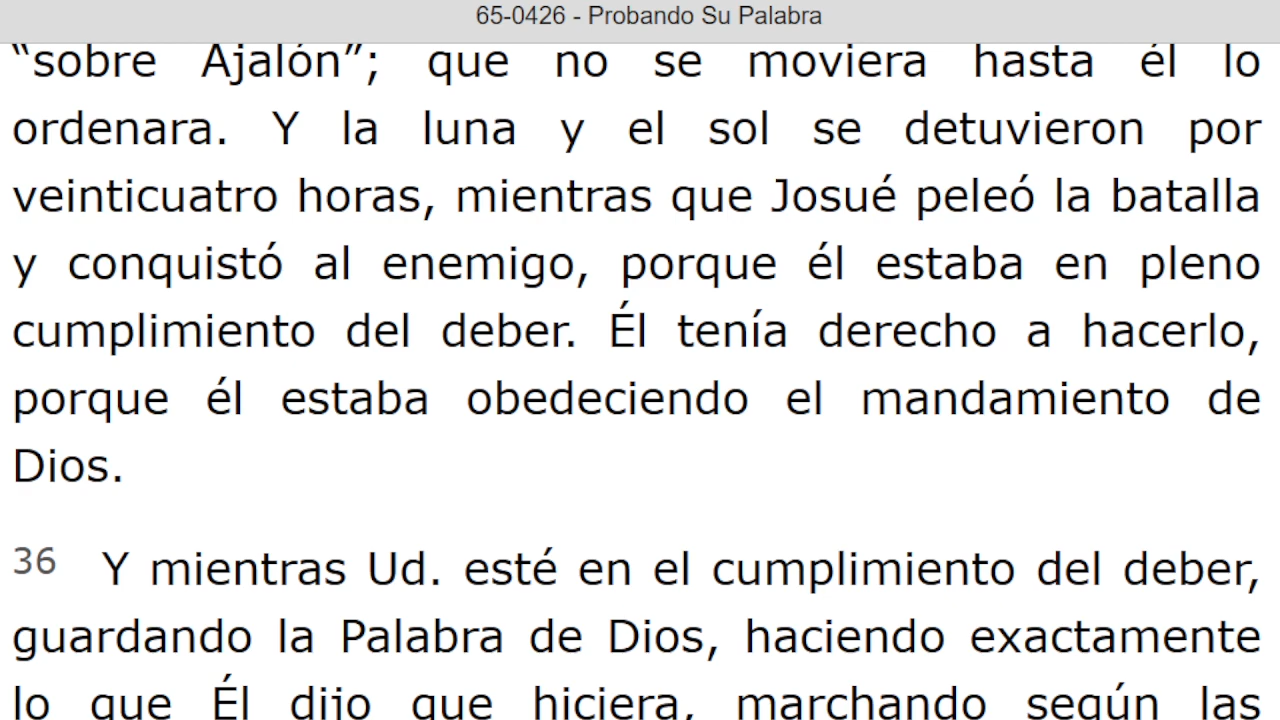 65-0426 - Probando Su Palabra
“sobre Ajalón”; que no se moviera hasta él lo
ordenara. Y la luna y el sol se detuvieron por
veinticuatro horas, mientras que Josué peleó la batalla
y conquistó al enemigo, porque él estaba en pleno
cumplimiento del deber. Él tenía derecho a hacerlo,
porque él estaba obedeciendo el mandamiento de
Dios.
36 Y mientras Ud. esté en el cumplimiento del deber,
guardando la Palabra de Dios, haciendo exactamente
lo que Él dijo que hiciera, marchando según las